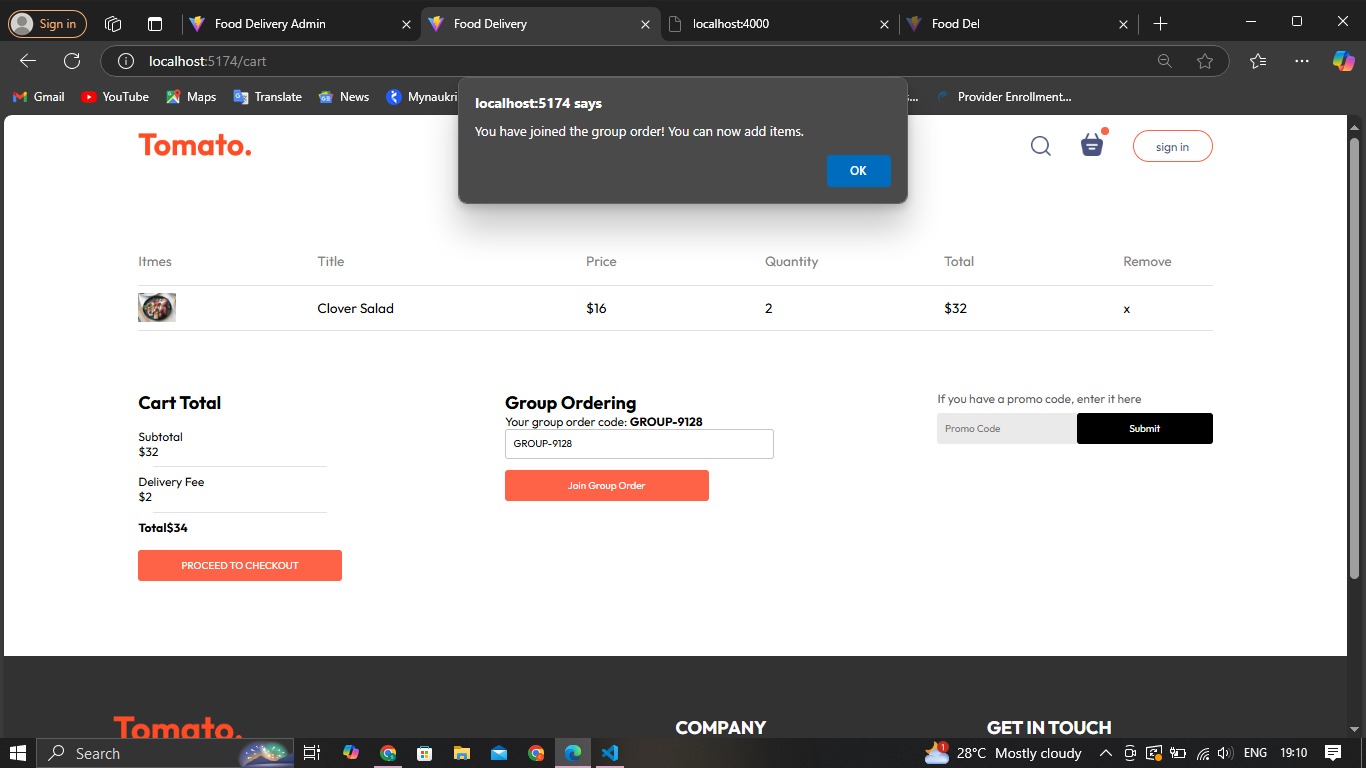 Sign in
Food Delivery Admin
Food Delivery
localhost:4000
Food Del
localhost:5174/cart
Gmail
YouTube
Maps
Translate
News
Mynaukri
s...
Provider Enrollment...
localhost:5174 says
You have joined the group order! You can now add items.
OK
Tomato.
sign in
Itmes Title Price Quantity Total Remove
Clover Salad $16 2 $32 x
Cart Total
Subtotal
$32
Delivery Fee
$2
Total$34
PROCEED TO CHECKOUT
Group Ordering
Your group order code: GROUP-9128
GROUP-9128
Join Group Order
If you have a promo code, enter it here
Promo Code
Submit
Tomato.
COMPANY
GET IN TOUCH
Search
1
28°C Mostly cloudy
ENG
19:10